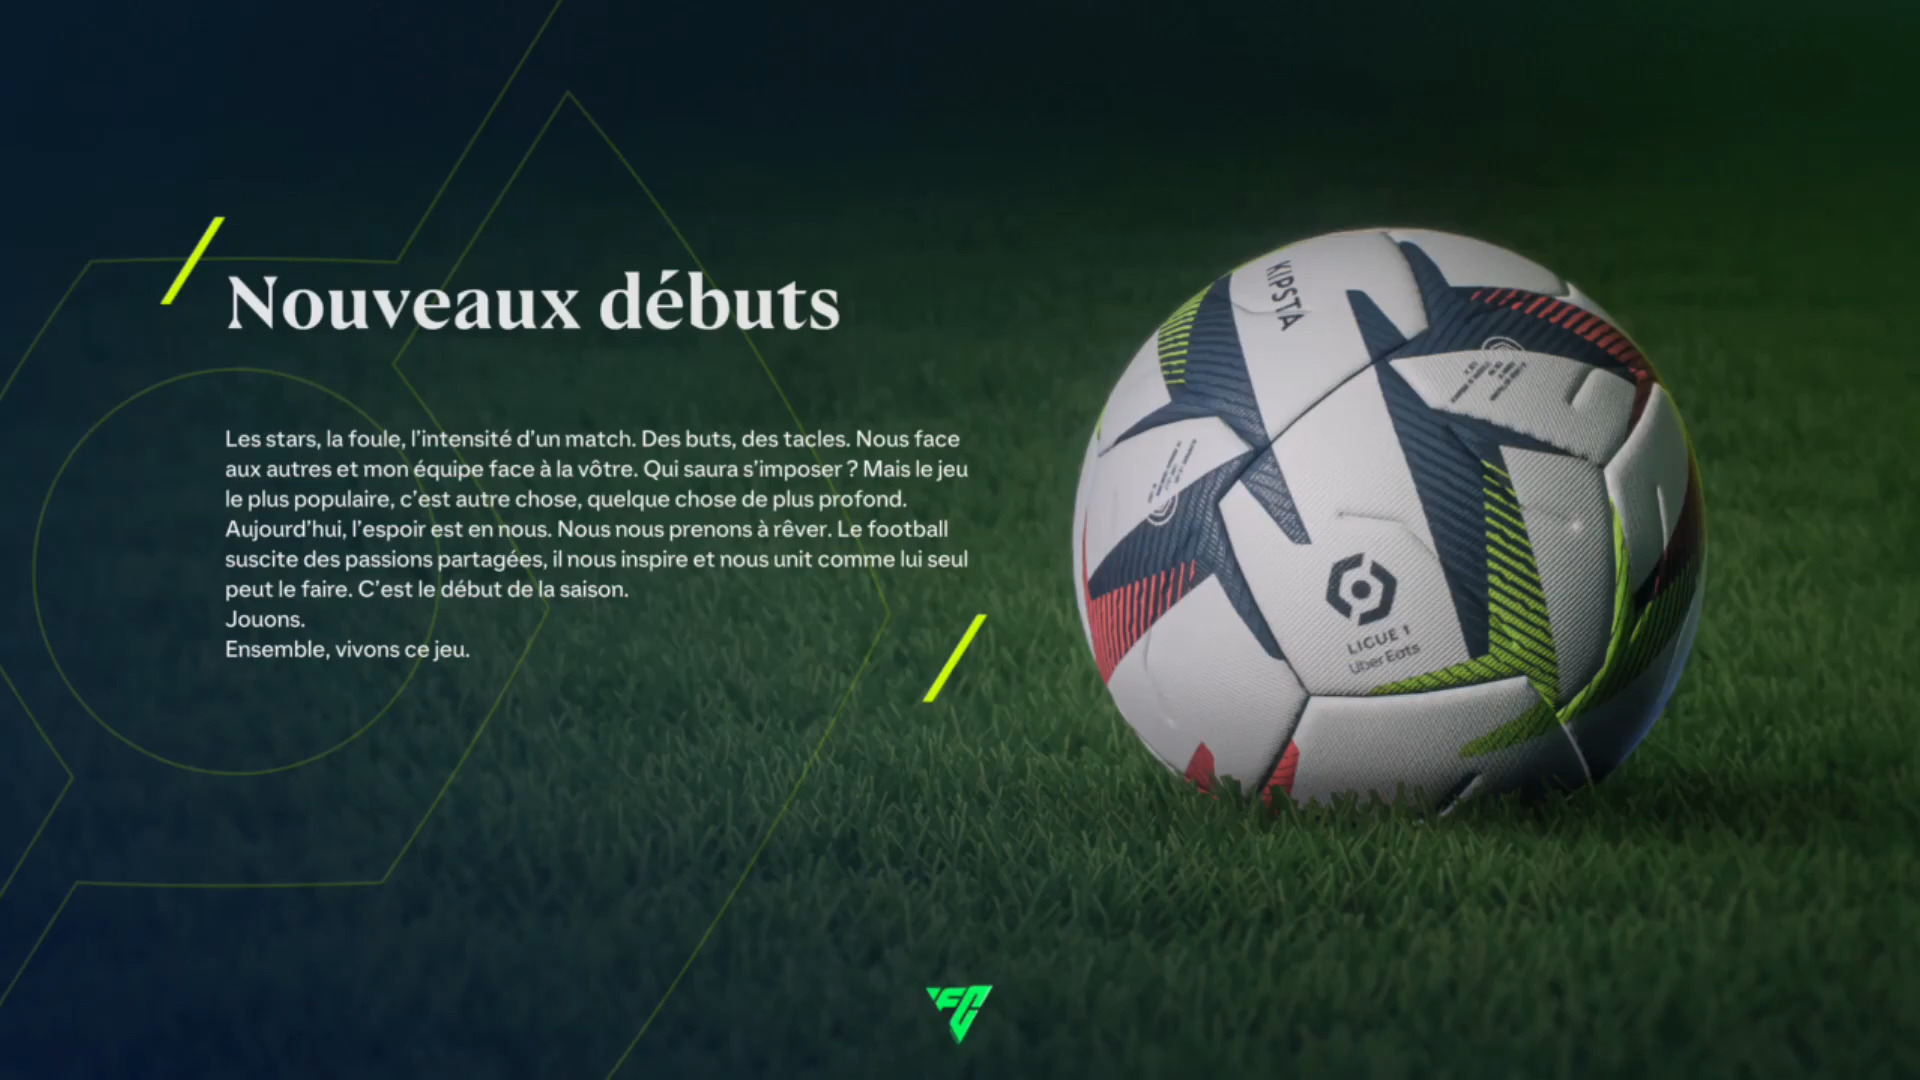 Nouveaux débuts
Les stars, la foule, l’intensité d’un match. Des buts, des tacles. Nous face
aux autres et mon équipe face à la vôtre. Qui saura s’imposer ? Mais le jeu
le plus populaire, c’est autre chose, quelque chose de plus profond.
Aujourd’hui, l’espoir est en nous. Nous nous prenons à rêver. Le football
suscite des passions partagées, il nous inspire et nous unit comme lui seul
peut le faire. C’est le début de la saison.
Jouons.
Ensemble, vivons ce jeu.
KIPSTA
LIGUE 1
Uber Eats
FC